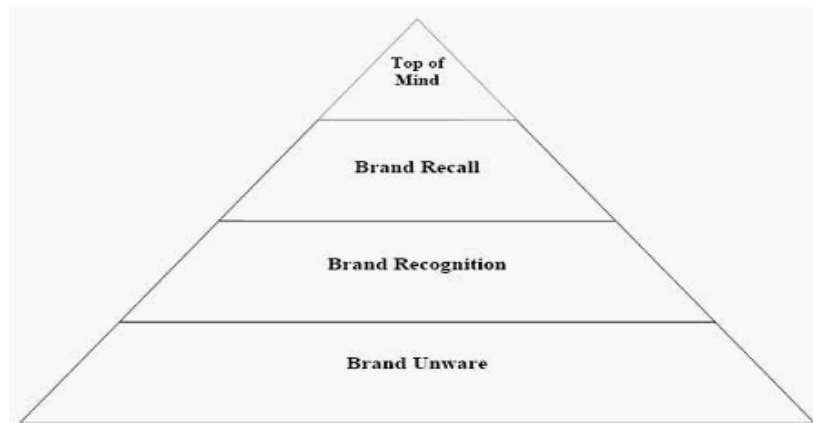 Top of
Mind
Brand Recall
Brand Recognition
Brand Unware